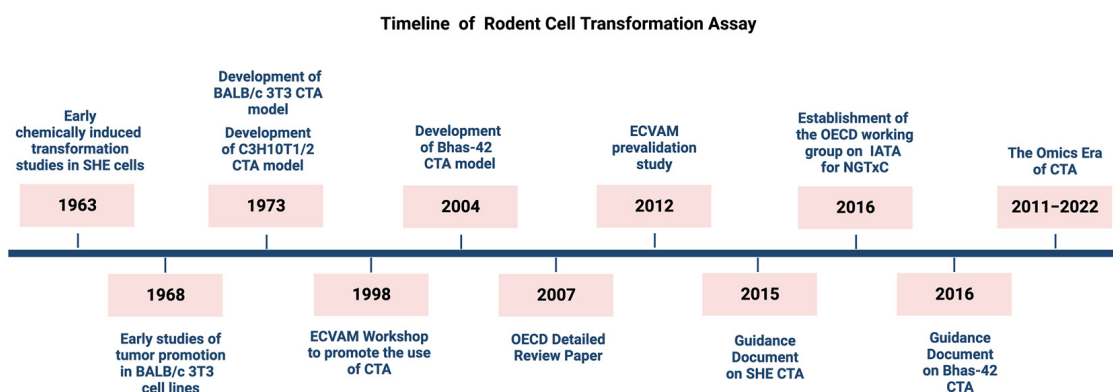 Timeline of Rodent Cell Transformation Assay
Early
chemically induced
transformation
studies in SHE cells
1963
Development of
BALB/c 3T3 CTA
model
Development
of C3H10T1/2
CTA model
1973
Development
of Bhas-42
CTA model
2004
ECVAM
prevalidation
study
2012
Establishment of
the OECD working
group on IATA
for NGTxC
2016
The Omics Era
of CTA
2011–2022
1968
Early studies of
tumor promotion
in BALB/c 3T3
cell lines
1998
ECVAM Workshop
to promote the use
of CTA
2007
OECD Detailed
Review Paper
2015
Guidance
Document
on SHE CTA
2016
Guidance
Document
on Bhas-42
CTA